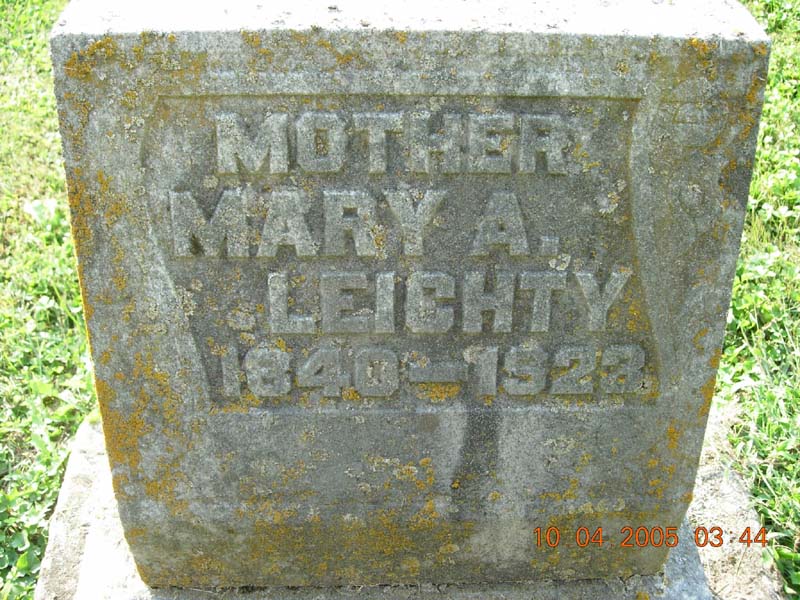 MOTHER
MARY A.
LEICHTY
1840-1923
10 04 2005 03 44